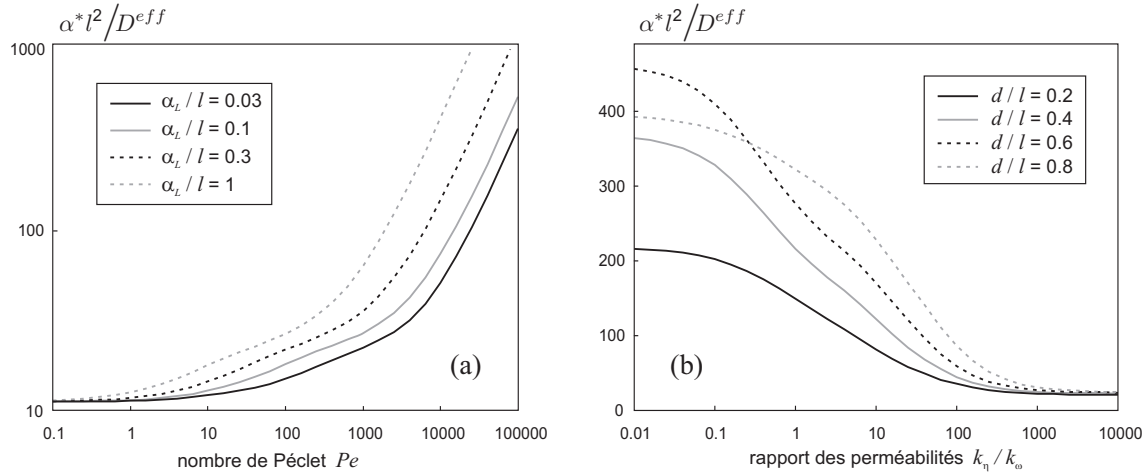 α*l²/D^eff
1000
100
10
α_L / l = 0.03
α_L / l = 0.1
α_L / l = 0.3
α_L / l = 1
(a)
0.1 1 10 100 1000 10000 100000
nombre de Péclet Pe
α*l²/D^eff
400
300
200
100
0
d / l = 0.2
d / l = 0.4
d / l = 0.6
d / l = 0.8
(b)
0.01 0.1 1 10 100 1000 10000
rapport des perméabilités k_η / k_ω